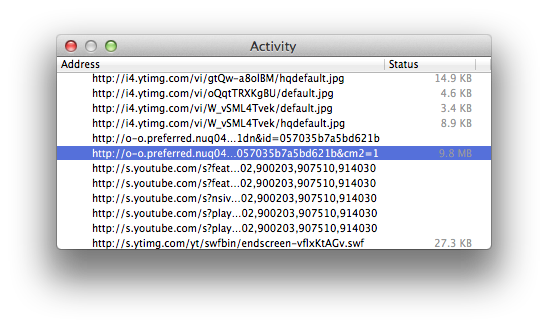 Activity
Address Status
http://i4.ytimg.com/vi/gtQw-a8olBM/hqdefault.jpg 14.9 KB
http://i4.ytimg.com/vi/oQqtTRXKgBU/default.jpg 4.6 KB
http://i4.ytimg.com/vi/W_vSML4Tvek/default.jpg 3.4 KB
http://i4.ytimg.com/vi/W_vSML4Tvek/hqdefault.jpg 8.9 KB
http://o-o.preferred.nuq04...1dn&id=057035b7a5bd621b
http://o-o.preferred.nuq04...057035b7a5bd621b&cm2=1 9.8 MB
http://s.youtube.com/s?feat...02,900203,907510,914030
http://s.youtube.com/s?feat...02,900203,907510,914030
http://s.youtube.com/s?nsiv...02,900203,907510,914030
http://s.youtube.com/s?play...02,900203,907510,914030
http://s.youtube.com/s?play...02,900203,907510,914030
http://s.ytimg.com/yt/swfbin/endscreen-vflxKtAGv.swf 27.3 KB